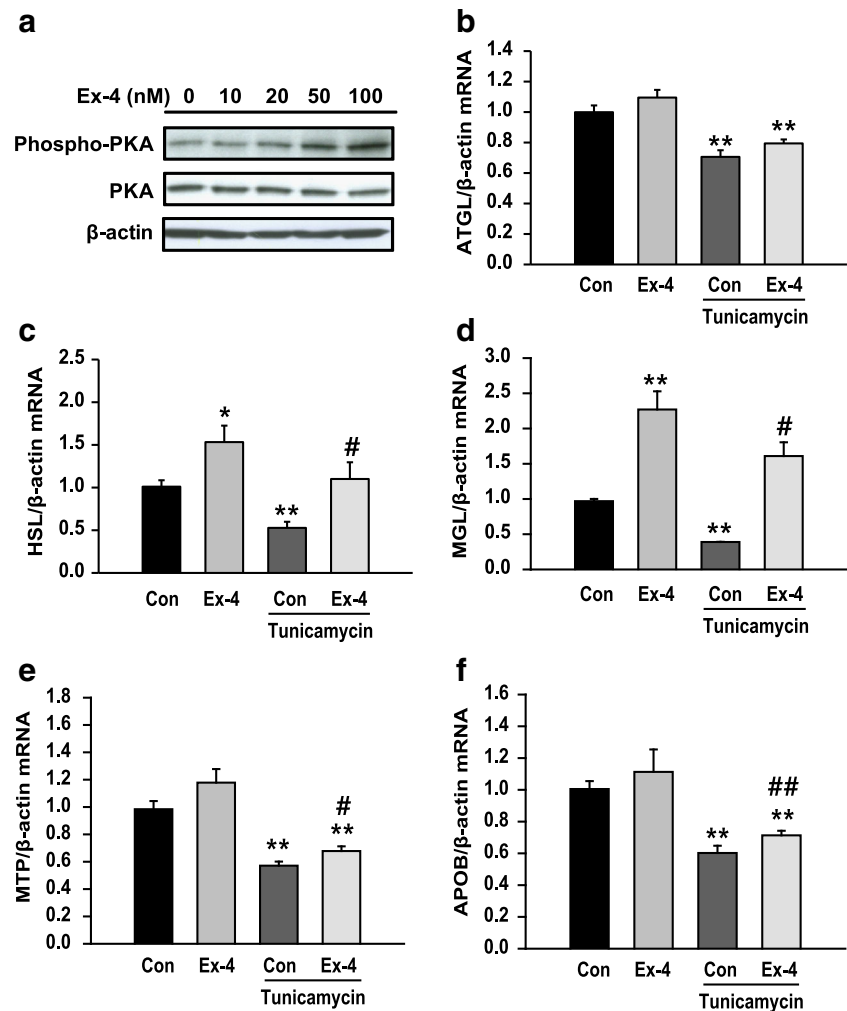 a
Ex-4 (nM) 0 10 20 50 100
Phospho-PKA
PKA
β-actin
b
ATGL/β-actin mRNA
1.4
1.2
1.0
0.8
0.6
0.4
0.2
0.0
** **
Con Ex-4 Con Ex-4
Tunicamycin
c
HSL/β-actin mRNA
2.5
2.0
1.5
1.0
0.5
0.0
*
**
#
Con Ex-4 Con Ex-4
Tunicamycin
d
MGL/β-actin mRNA
3.0
2.5
2.0
1.5
1.0
0.5
0.0
**
**
#
Con Ex-4 Con Ex-4
Tunicamycin
e
MTP/β-actin mRNA
1.8
1.6
1.4
1.2
1.0
0.8
0.6
0.4
0.2
0.0
#
** **
Con Ex-4 Con Ex-4
Tunicamycin
f
APOB/β-actin mRNA
1.6
1.4
1.2
1.0
0.8
0.6
0.4
0.2
0.0
##
** **
Con Ex-4 Con Ex-4
Tunicamycin